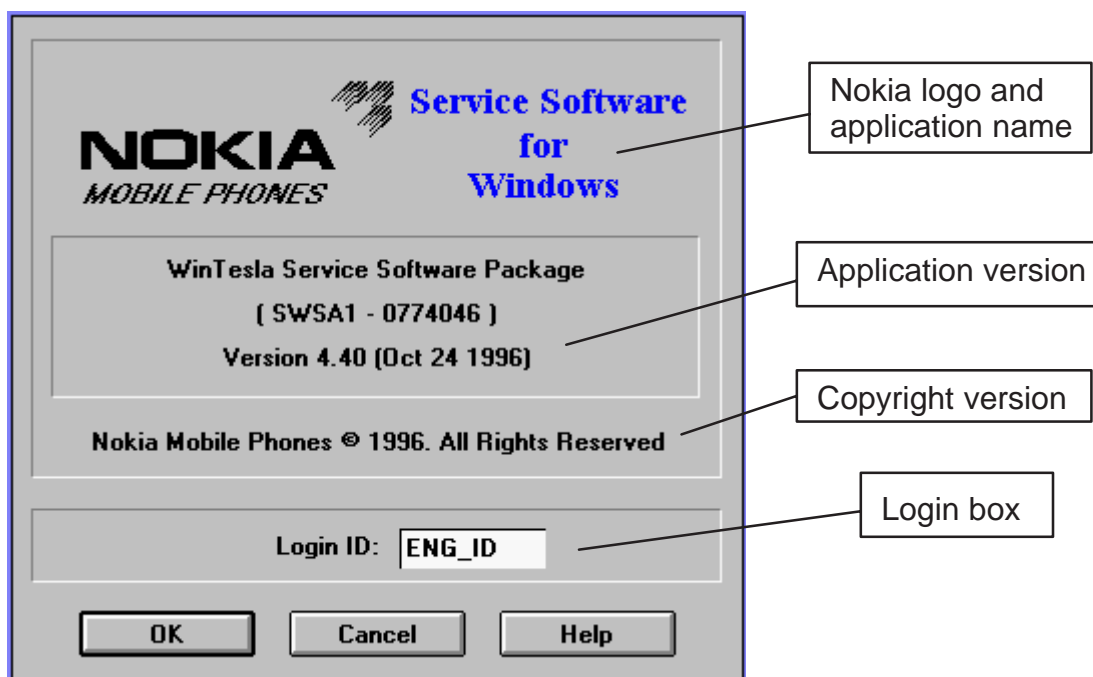 NOKIA
MOBILE PHONES
Service Software
for
Windows
Nokia logo and
application name
WinTesla Service Software Package
( SWSA1 - 0774046 )
Version 4.40 (Oct 24 1996)
Application version
Nokia Mobile Phones © 1996. All Rights Reserved
Copyright version
Login ID: ENG_ID
Login box
OK Cancel Help